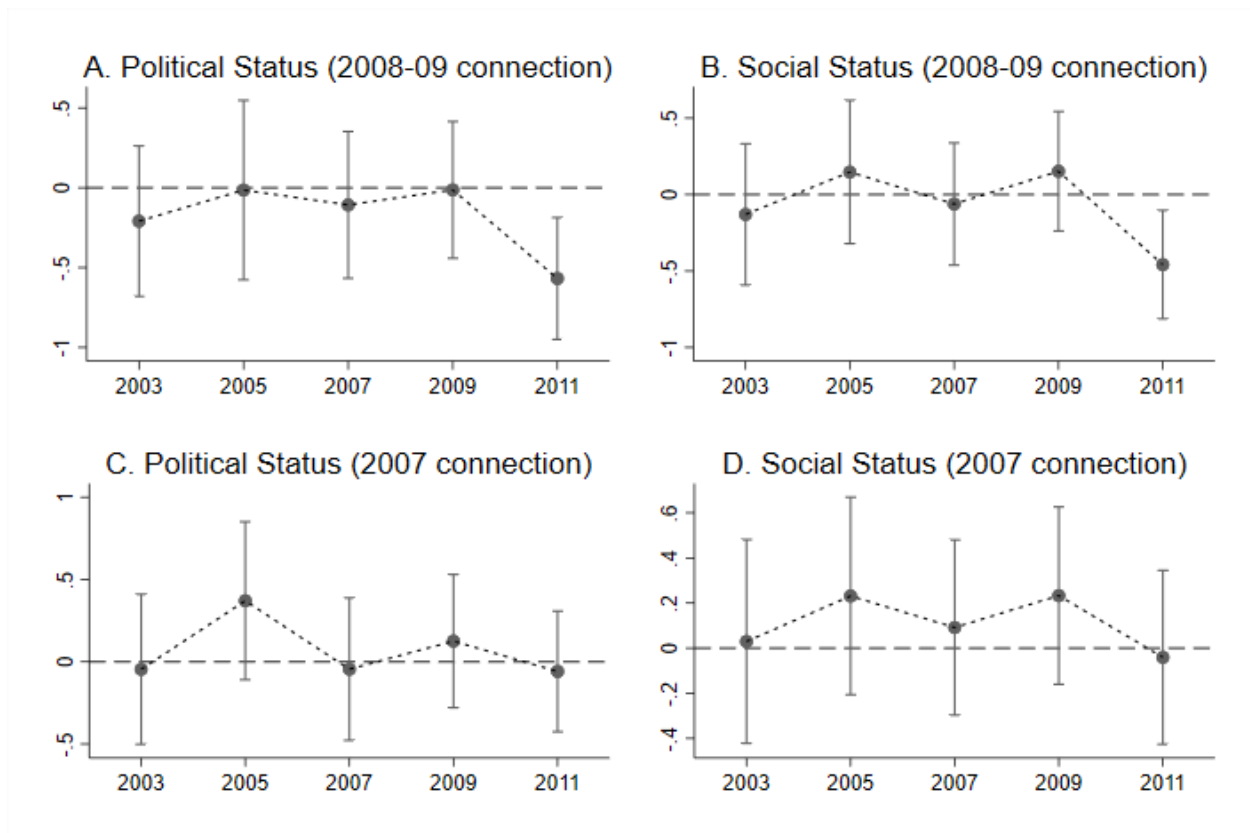 A. Political Status (2008-09 connection)
.5
0
-.5
-1
2003 2005 2007 2009 2011
B. Social Status (2008-09 connection)
.5
0
-.5
-1
2003 2005 2007 2009 2011
C. Political Status (2007 connection)
1
.5
0
-.5
2003 2005 2007 2009 2011
D. Social Status (2007 connection)
.6
.4
.2
0
-.2
-.4
2003 2005 2007 2009 2011